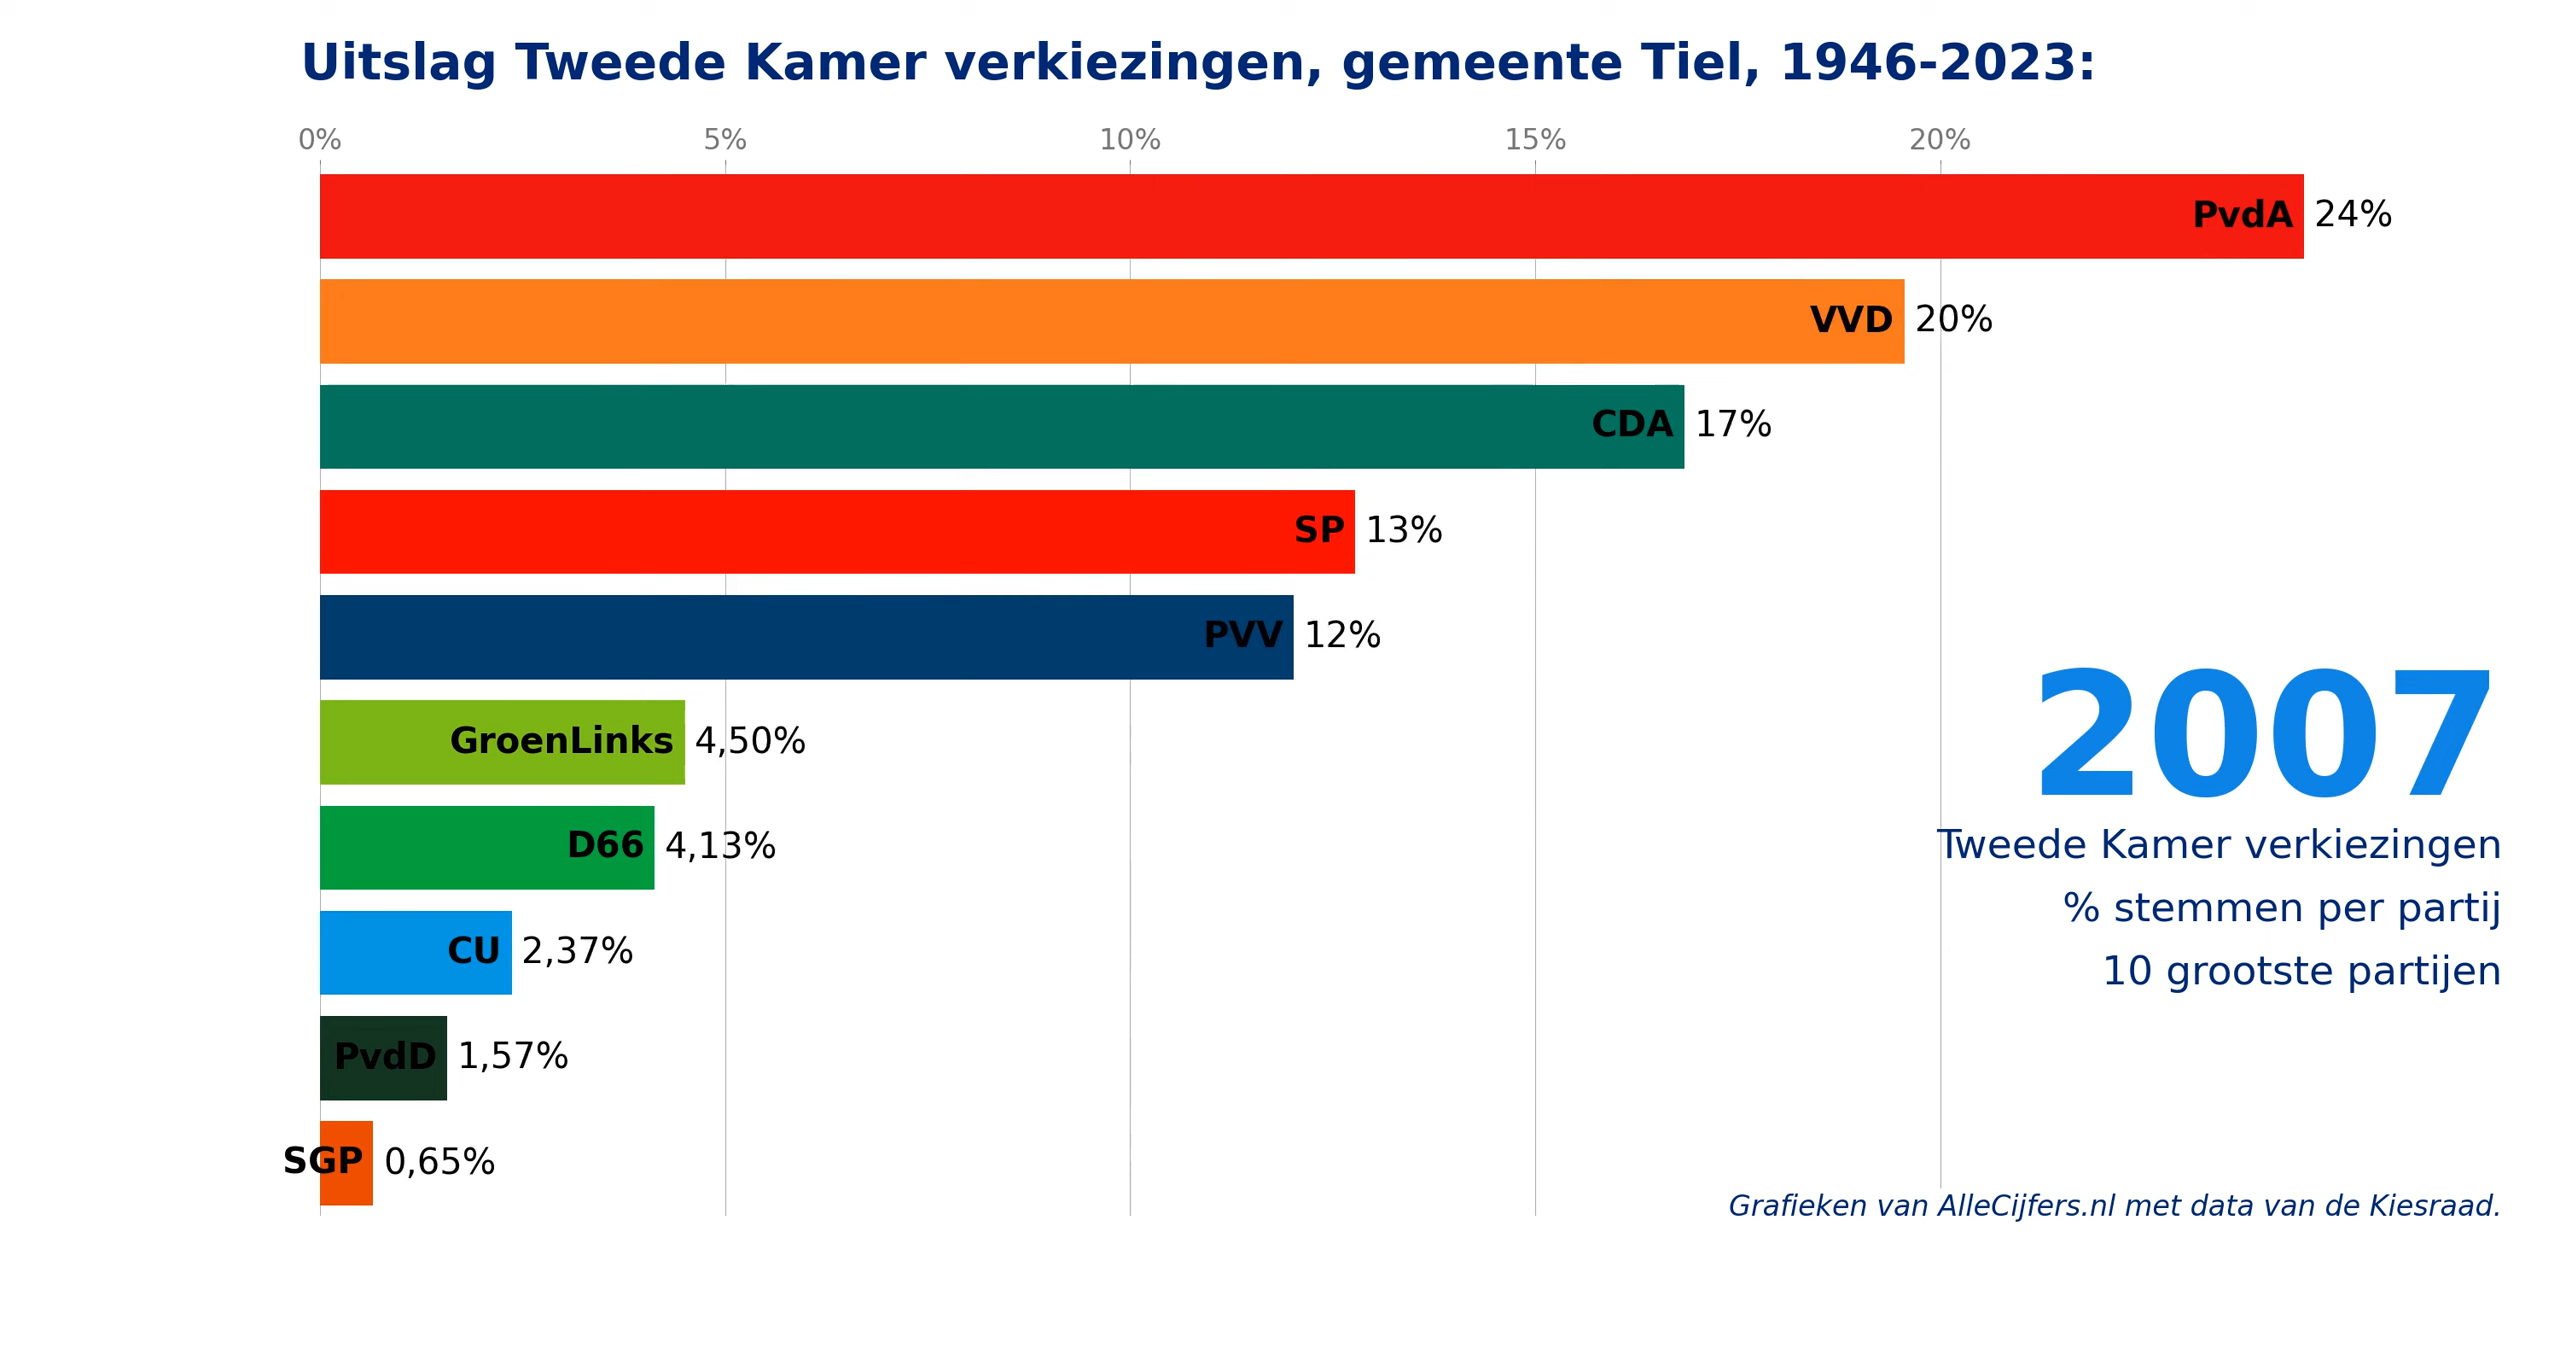 Uitslag Tweede Kamer verkiezingen, gemeente Tiel, 1946-2023:
0% 5% 10% 15% 20%
PvdA 24%
VVD 20%
CDA 17%
SP 13%
PVV 12%
GroenLinks 4,50%
D66 4,13%
CU 2,37%
PvdD 1,57%
SGP 0,65%
2007
Tweede Kamer verkiezingen
% stemmen per partij
10 grootste partijen
Grafieken van AlleCijfers.nl met data van de Kiesraad.